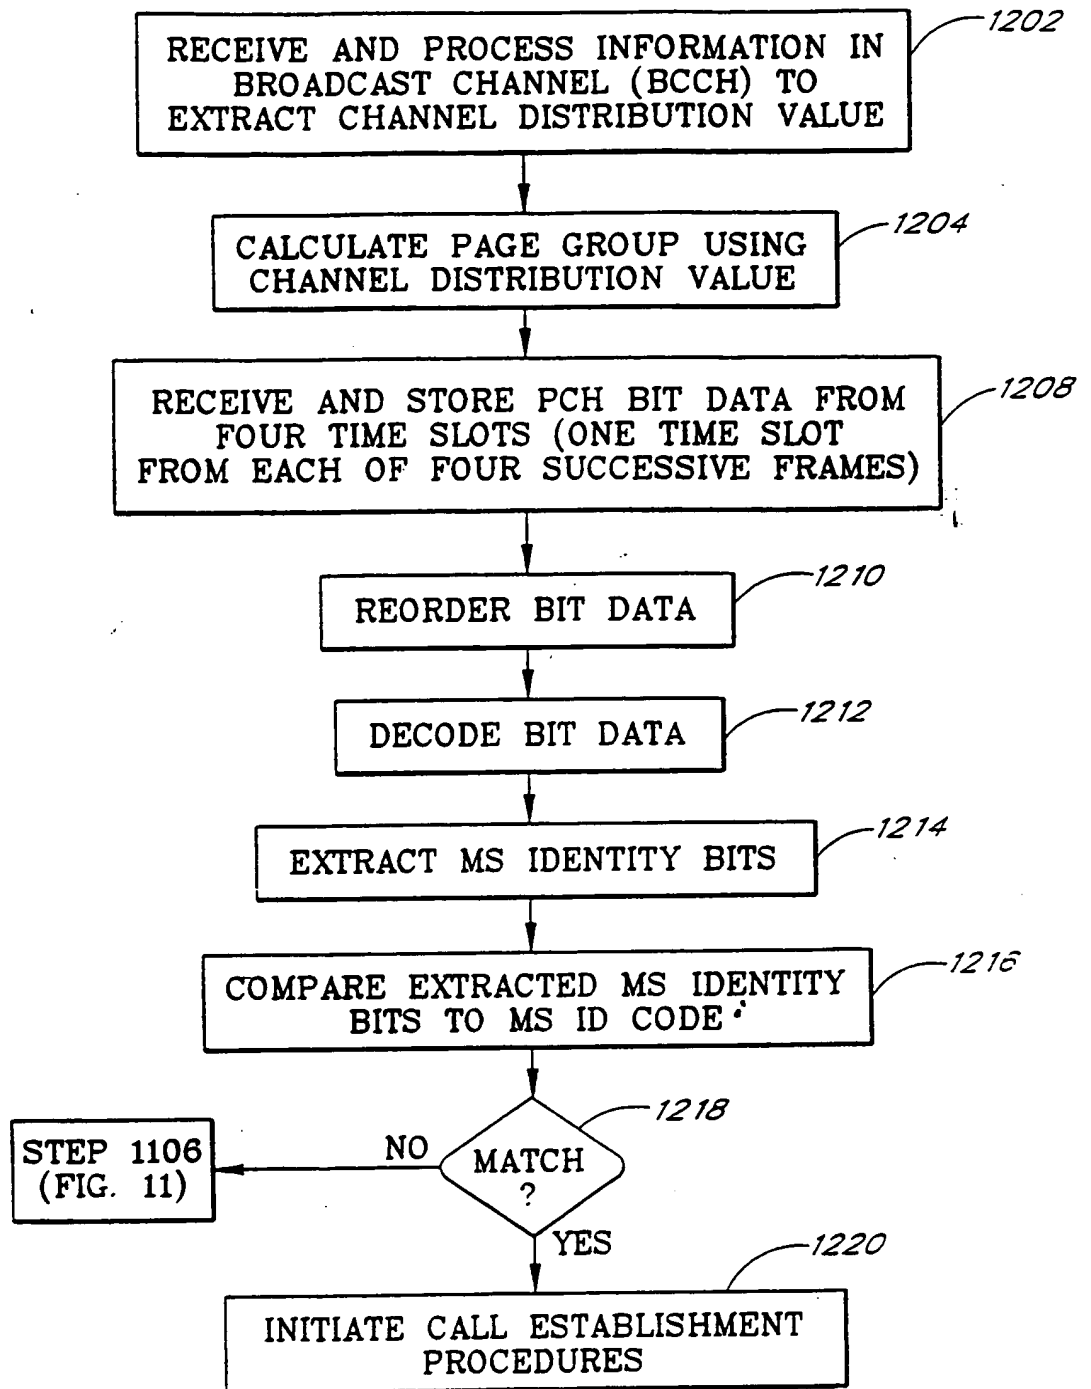 1202
RECEIVE AND PROCESS INFORMATION IN
BROADCAST CHANNEL (BCCH) TO
EXTRACT CHANNEL DISTRIBUTION VALUE
1204
CALCULATE PAGE GROUP USING
CHANNEL DISTRIBUTION VALUE
1208
RECEIVE AND STORE PCH BIT DATA FROM
FOUR TIME SLOTS (ONE TIME SLOT
FROM EACH OF FOUR SUCCESSIVE FRAMES)
1210
REORDER BIT DATA
1212
DECODE BIT DATA
1214
EXTRACT MS IDENTITY BITS
1216
COMPARE EXTRACTED MS IDENTITY
BITS TO MS ID CODE
1218
MATCH
?
NO
STEP 1106
(FIG. 11)
YES
1220
INITIATE CALL ESTABLISHMENT
PROCEDURES